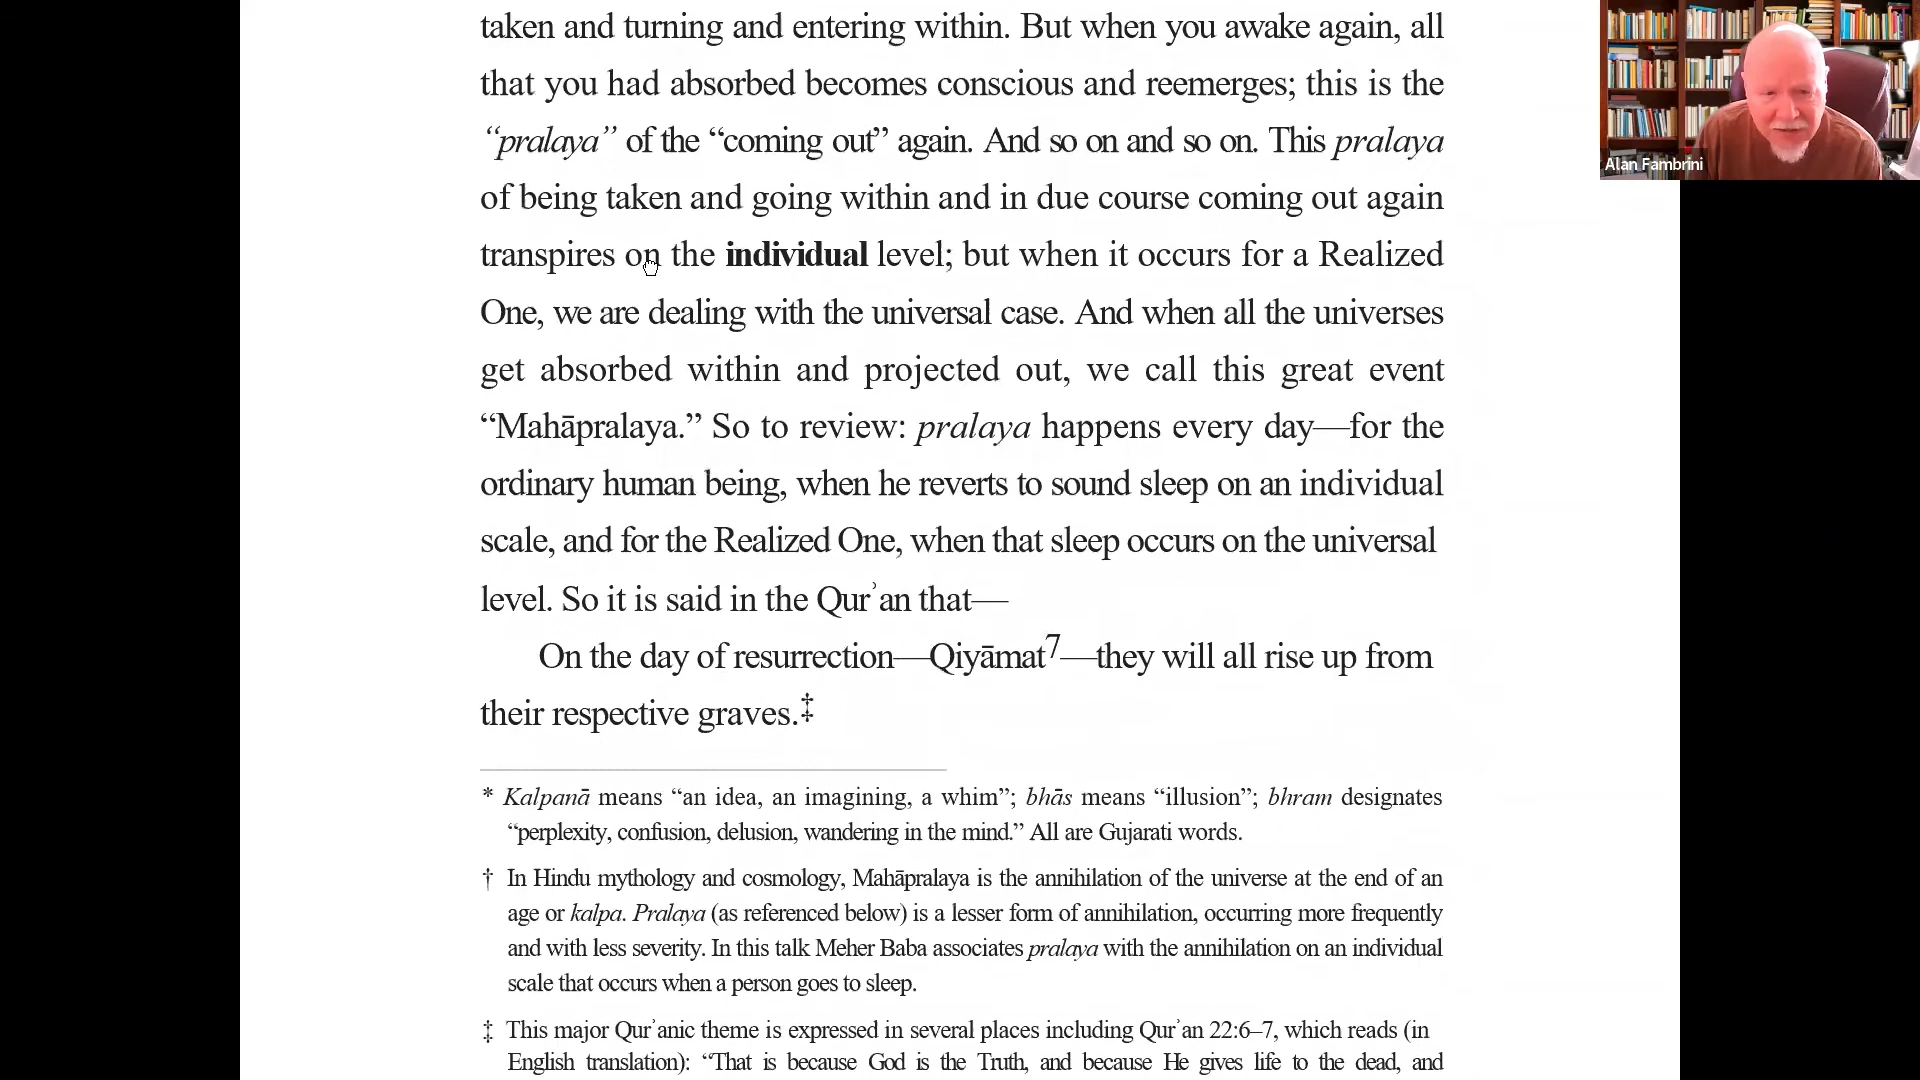 taken and turning and entering within. But when you awake again, all
that you had absorbed becomes conscious and reemerges; this is the
“pralaya” of the “coming out” again. And so on and so on. This pralaya
of being taken and going within and in due course coming out again
transpires on the individual level; but when it occurs for a Realized
One, we are dealing with the universal case. And when all the universes
get absorbed within and projected out, we call this great event
“Mahāpralaya.” So to review: pralaya happens every day—for the
ordinary human being, when he reverts to sound sleep on an individual
scale, and for the Realized One, when that sleep occurs on the universal
level. So it is said in the Qurʾan that—
On the day of resurrection—Qiyāmat7—they will all rise up from
their respective graves.‡
* Kalpanā means “an idea, an imagining, a whim”; bhās means “illusion”; bhram designates
“perplexity, confusion, delusion, wandering in the mind.” All are Gujarati words.
† In Hindu mythology and cosmology, Mahāpralaya is the annihilation of the universe at the end of an
age or kalpa. Pralaya (as referenced below) is a lesser form of annihilation, occurring more frequently
and with less severity. In this talk Meher Baba associates pralaya with the annihilation on an individual
scale that occurs when a person goes to sleep.
‡ This major Qurʾanic theme is expressed in several places including Qurʾan 22:6–7, which reads (in
English translation): “That is because God is the Truth, and because He gives life to the dead, and
Alan Fambrini